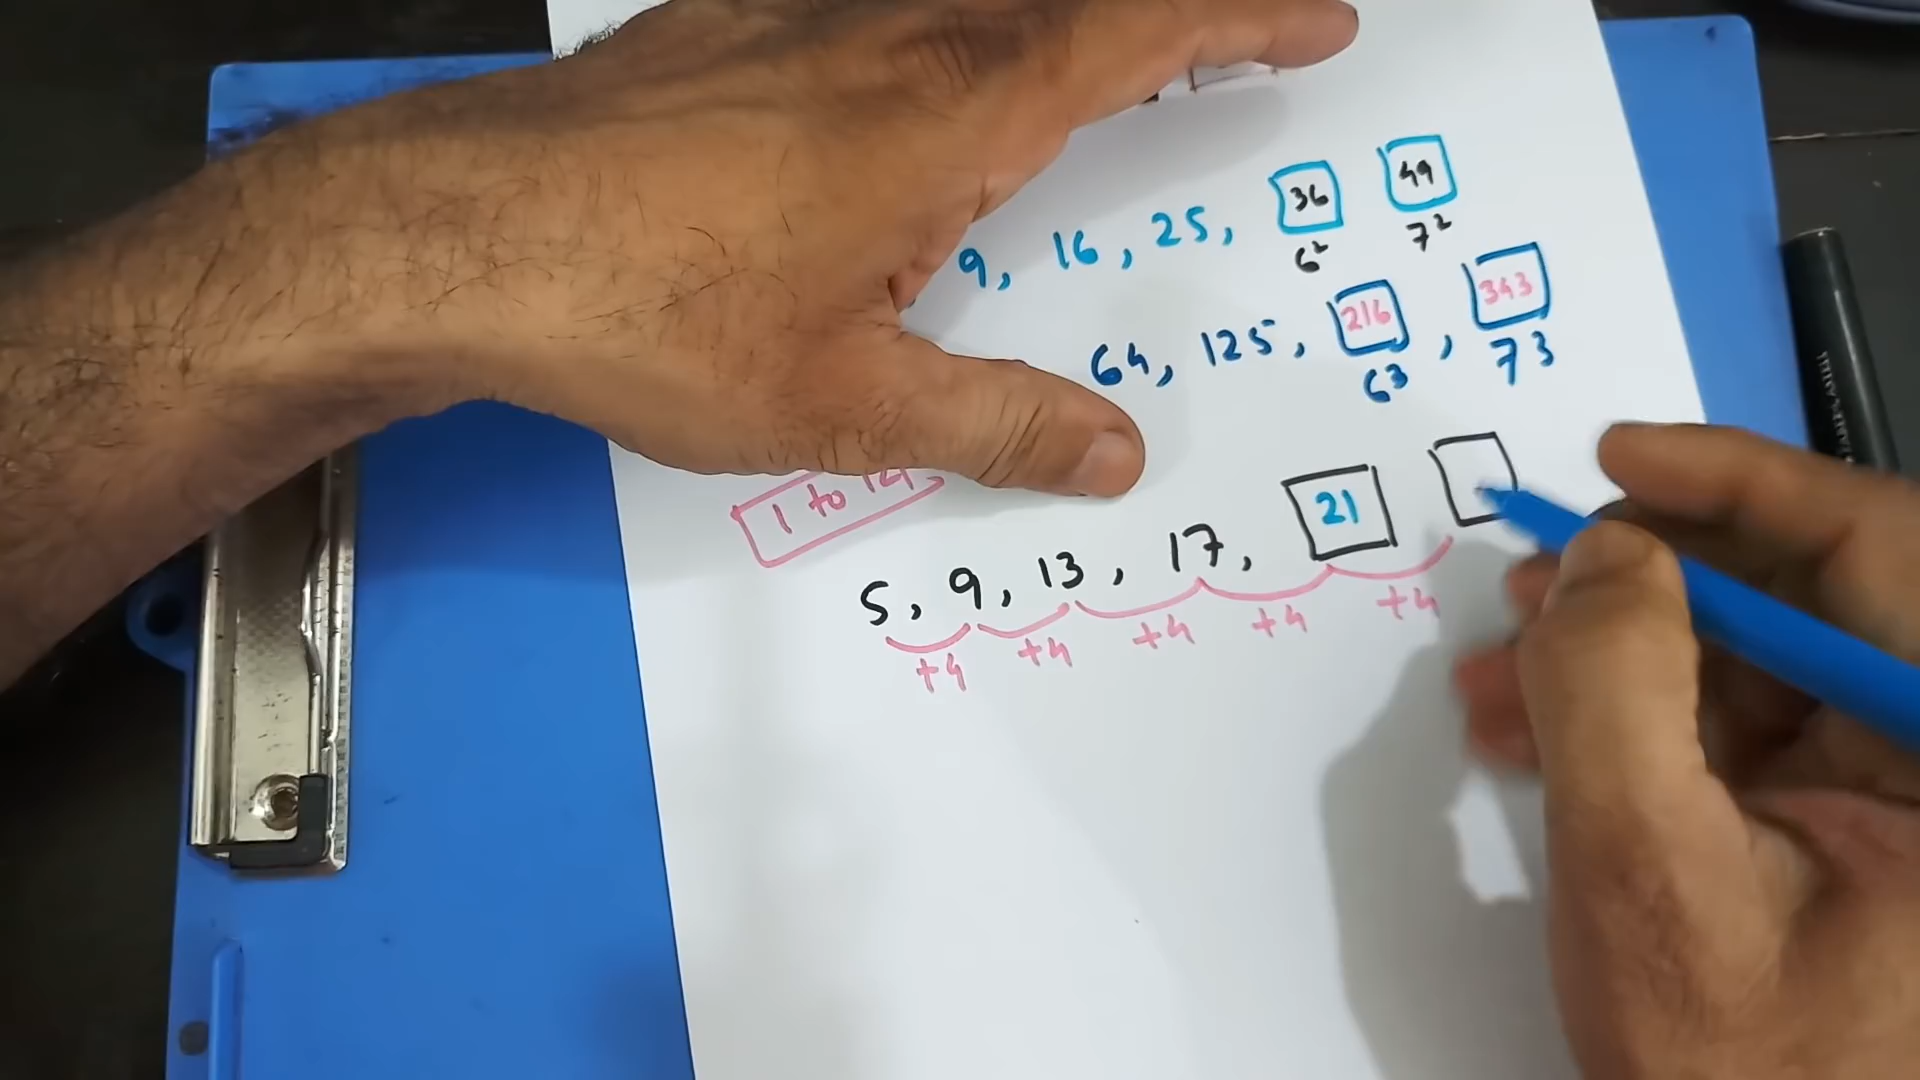 9, 16, 25, 36 49
6² 7²
64, 125, 216, 343
6³ 7³
1 to
5, 9, 13, 17, 21
+4 +4 +4 +4 +4